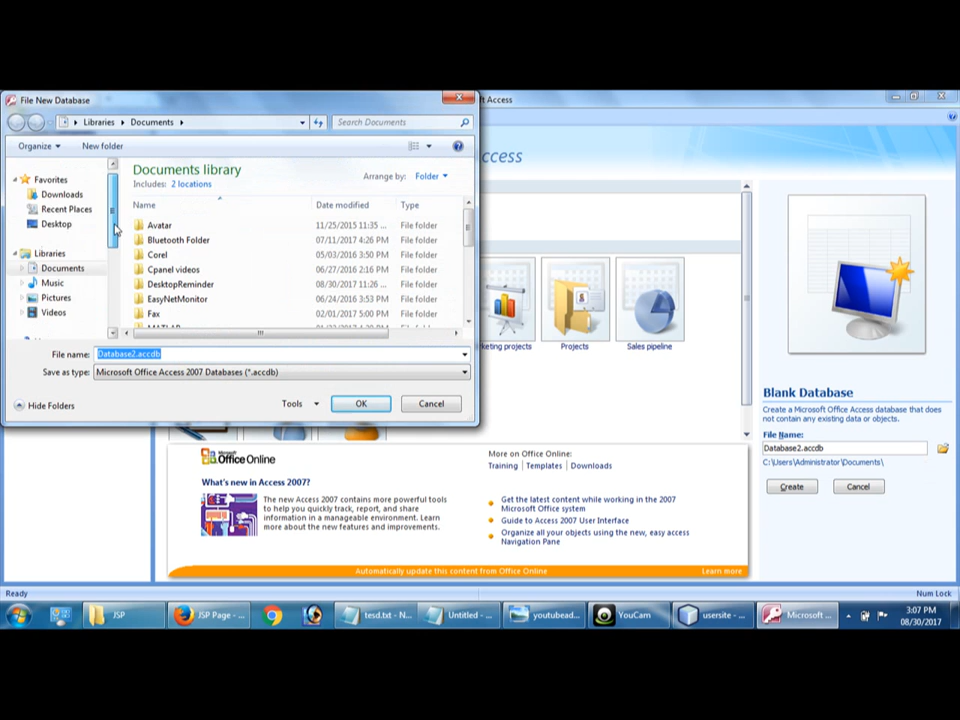 File New Database
Libraries Documents
Search Documents
Organize New folder
Favorites
Downloads
Recent Places
Desktop
Libraries
Documents
Music
Pictures
Videos
Documents library
Includes: 2 locations
Arrange by: Folder
Name Date modified Type
Avatar 11/25/2015 11:35 ... File folder
Bluetooth Folder 07/11/2017 4:26 PM File folder
Corel 05/03/2016 3:50 PM File folder
Cpanel videos 06/27/2016 2:16 PM File folder
DesktopReminder 08/30/2017 11:26 ... File folder
EasyNetMonitor 06/24/2016 3:53 PM File folder
Fax 02/01/2017 5:00 PM File folder
File name: Database2.accdb
Save as type: Microsoft Office Access 2007 Databases (*.accdb)
Hide Folders
Tools OK Cancel
ft Access
ccess
keting projects
Projects
Sales pipeline
Blank Database
Create a Microsoft Office Access database that does
not contain any existing data or objects.
File Name:
Database2.accdb
C:\Users\Administrator\Documents\
Create Cancel
Microsoft
Office Online
What's new in Access 2007?
The new Access 2007 contains more powerful tools
to help you quickly track, report, and share
information in a manageable environment. Learn
more about the new features and improvements.
More on Office Online:
Training | Templates | Downloads
Get the latest content while working in the 2007
Microsoft Office system
Guide to Access 2007 User Interface
Organize all your objects using the new, easy access
Navigation Pane
Automatically update this content from Office Online
Learn more
Ready
Num Lock
JSP
JSP Page - ...
tesd.txt - N...
Untitled - ...
youtubead...
YouCam
usersite - ...
Microsoft ...
3:07 PM
08/30/2017